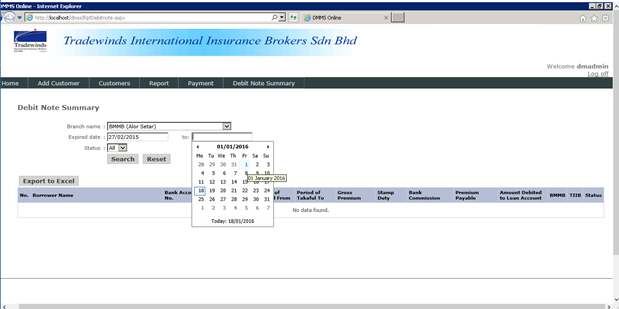 DMMS Online - Internet Explorer
http://localhost/dmss/RptDebitnote.aspx
DMMS Online
Tradewinds
Tradewinds International Insurance Brokers Sdn Bhd
Welcome dmadmin
Log off
Home Add Customer Customers Report Payment Debit Note Summary
Debit Note Summary
Branch name : BMMB (Alor Setar)
Expired date : 27/02/2015 to:
Status : All
Search Reset
01/01/2016
Mo Tu We Th Fr Sa Su
28 29 30 31 1 2 3
4 5 6 7 8 9 10
01 January 2016
11 12 13 14 15 16 17
18 19 20 21 22 23 24
25 26 27 28 29 30 31
1 2 3 4 5 6 7
Today: 18/01/2016
Export to Excel
No. Borrower Name Bank Acco No. of From Period of Takaful To Gross Premium Stamp Duty Bank Commission Premium Payable Amount Debited to Loan Account BMMB TIIB Status
No data found.